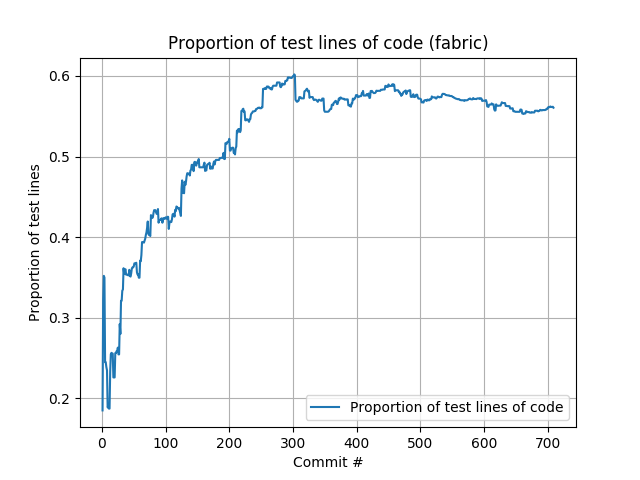 Proportion of test lines of code (fabric)
0.6
0.5
0.4
0.3
0.2
Proportion of test lines
Proportion of test lines of code
0 100 200 300 400 500 600 700
Commit #